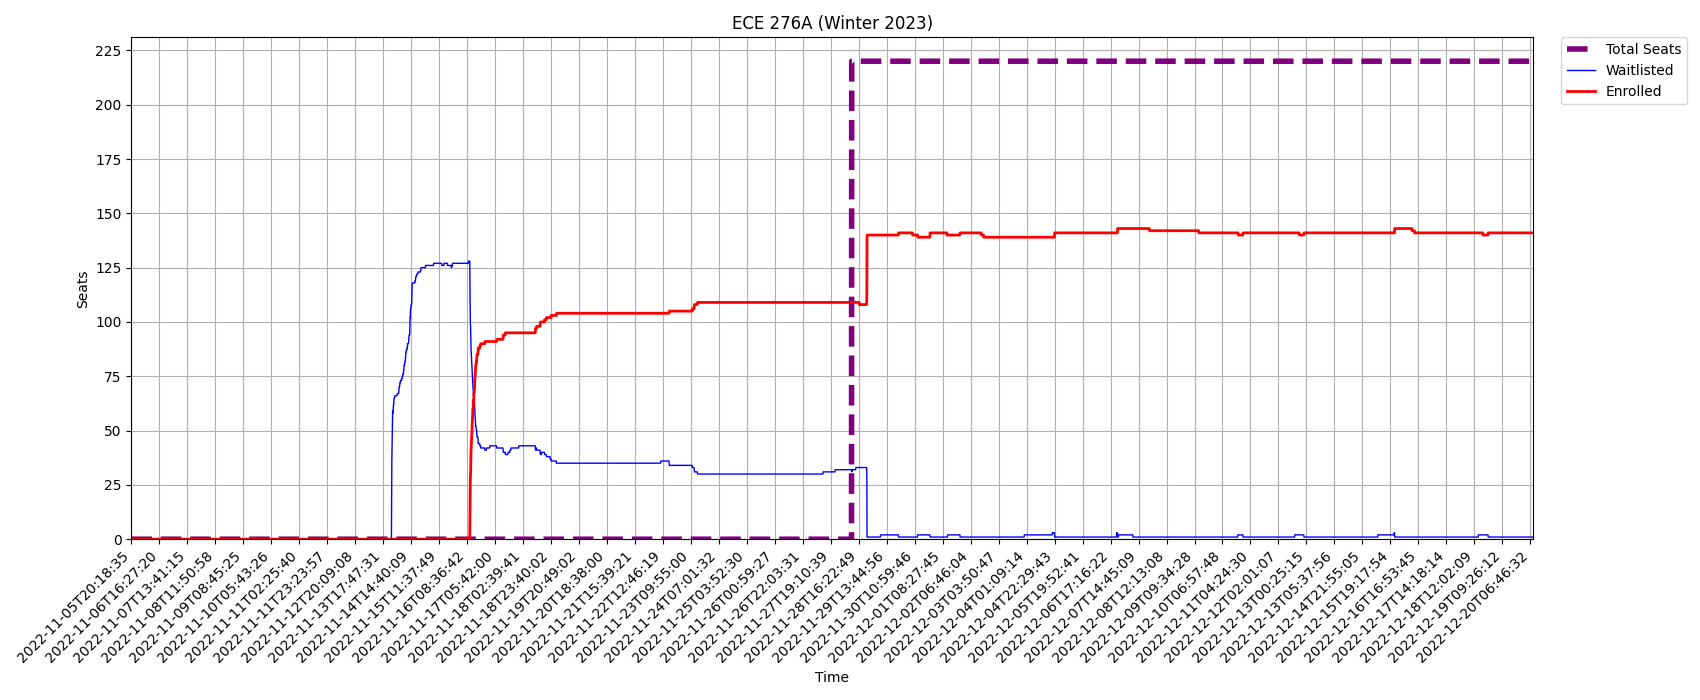 ECE 276A (Winter 2023)
Total Seats
Waitlisted
Enrolled
Seats
225
200
175
150
125
100
75
50
25
0
2022-11-05T20:18:35
2022-11-06T16:27:20
2022-11-07T13:41:15
2022-11-08T11:50:58
2022-11-09T08:45:25
2022-11-10T05:43:26
2022-11-11T02:25:40
2022-11-11T23:23:57
2022-11-12T20:09:08
2022-11-13T17:47:31
2022-11-14T14:40:09
2022-11-15T11:37:49
2022-11-16T08:36:42
2022-11-17T05:42:00
2022-11-18T02:39:41
2022-11-18T23:40:02
2022-11-19T20:49:02
2022-11-20T18:38:00
2022-11-21T15:39:21
2022-11-22T12:46:19
2022-11-23T09:55:00
2022-11-24T07:01:32
2022-11-25T03:52:30
2022-11-26T00:59:27
2022-11-26T22:03:31
2022-11-27T19:10:39
2022-11-28T16:22:49
2022-11-29T13:44:56
2022-11-30T10:59:46
2022-12-01T08:27:45
2022-12-02T06:46:04
2022-12-03T03:50:47
2022-12-04T01:09:14
2022-12-04T22:29:43
2022-12-05T19:52:41
2022-12-06T17:16:22
2022-12-07T14:45:09
2022-12-08T12:13:08
2022-12-09T09:34:28
2022-12-10T06:57:48
2022-12-11T04:24:30
2022-12-12T02:01:07
2022-12-13T00:25:15
2022-12-13T05:37:56
2022-12-14T21:55:05
2022-12-15T19:17:54
2022-12-16T16:53:45
2022-12-17T14:18:14
2022-12-18T12:02:09
2022-12-19T09:26:12
2022-12-20T06:46:32
Time